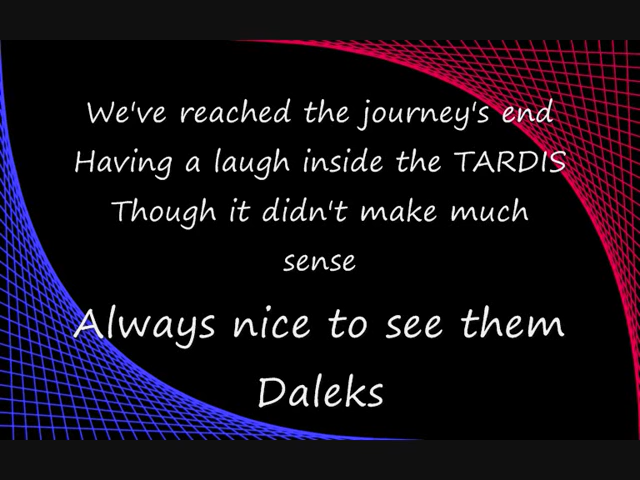 We've reached the journey's end
Having a laugh inside the TARDIS
Though it didn't make much
sense
Always nice to see them
Daleks